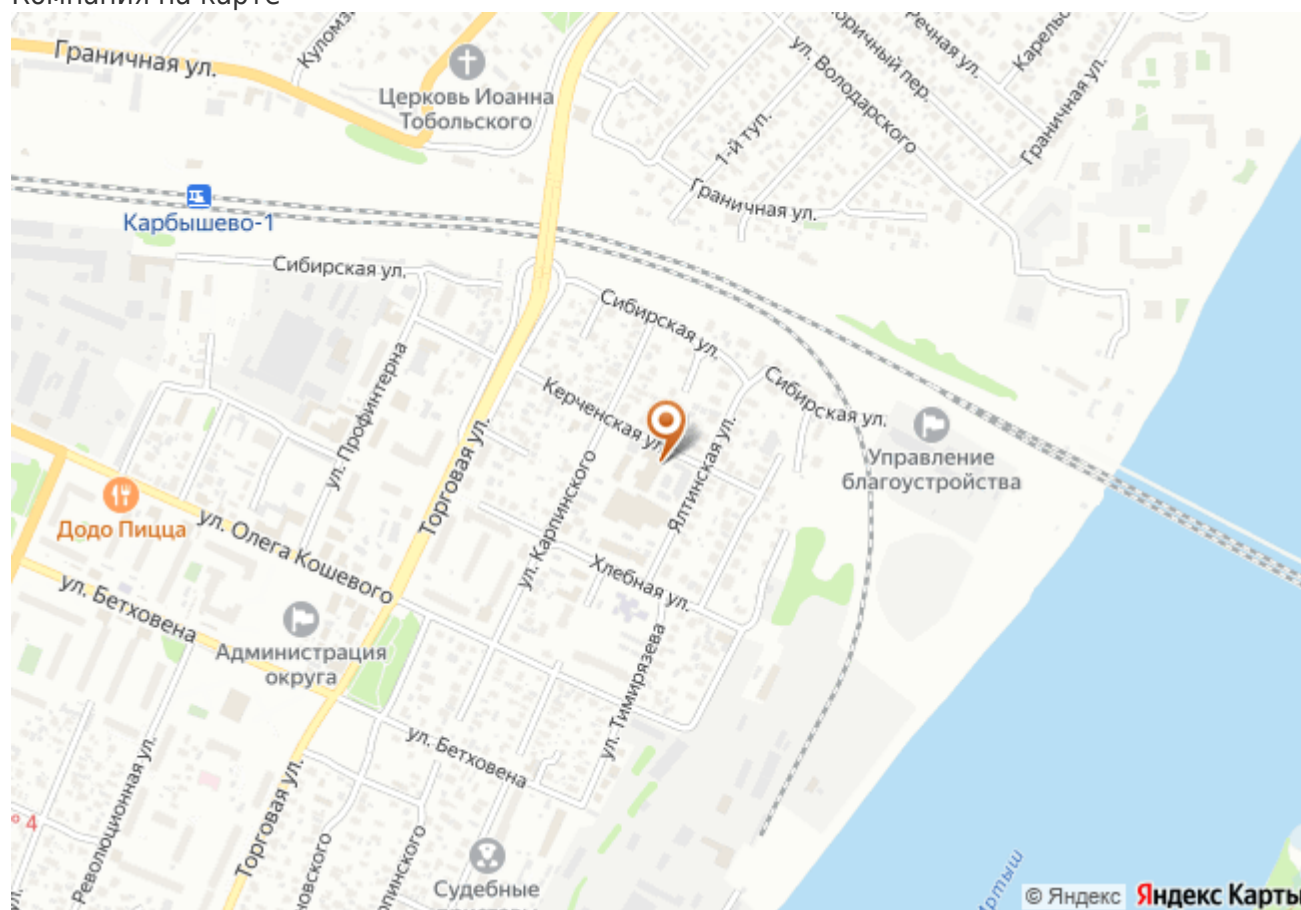 Компания на карте
Граничная ул.
Церковь Иоанна
Тобольского
ул. Володарского
Речная ул.
Граничная ул.
1-й туп.
Граничная ул.
Карбышево-1
Сибирская ул.
Сибирская ул.
Сибирская ул.
Керченская ул.
ул. Профинтерна
Торговая ул.
ул. Карпинского
Ялтинская ул.
Управление
благоустройства
Додо Пицца
ул. Олега Кошевого
Хлебная ул.
ул. Бетховена
Администрация
округа
ул. Тимирязева
ул. Бетховена
Революционная ул.
Торговая ул.
Судебные
© Яндекс Яндекс Карты